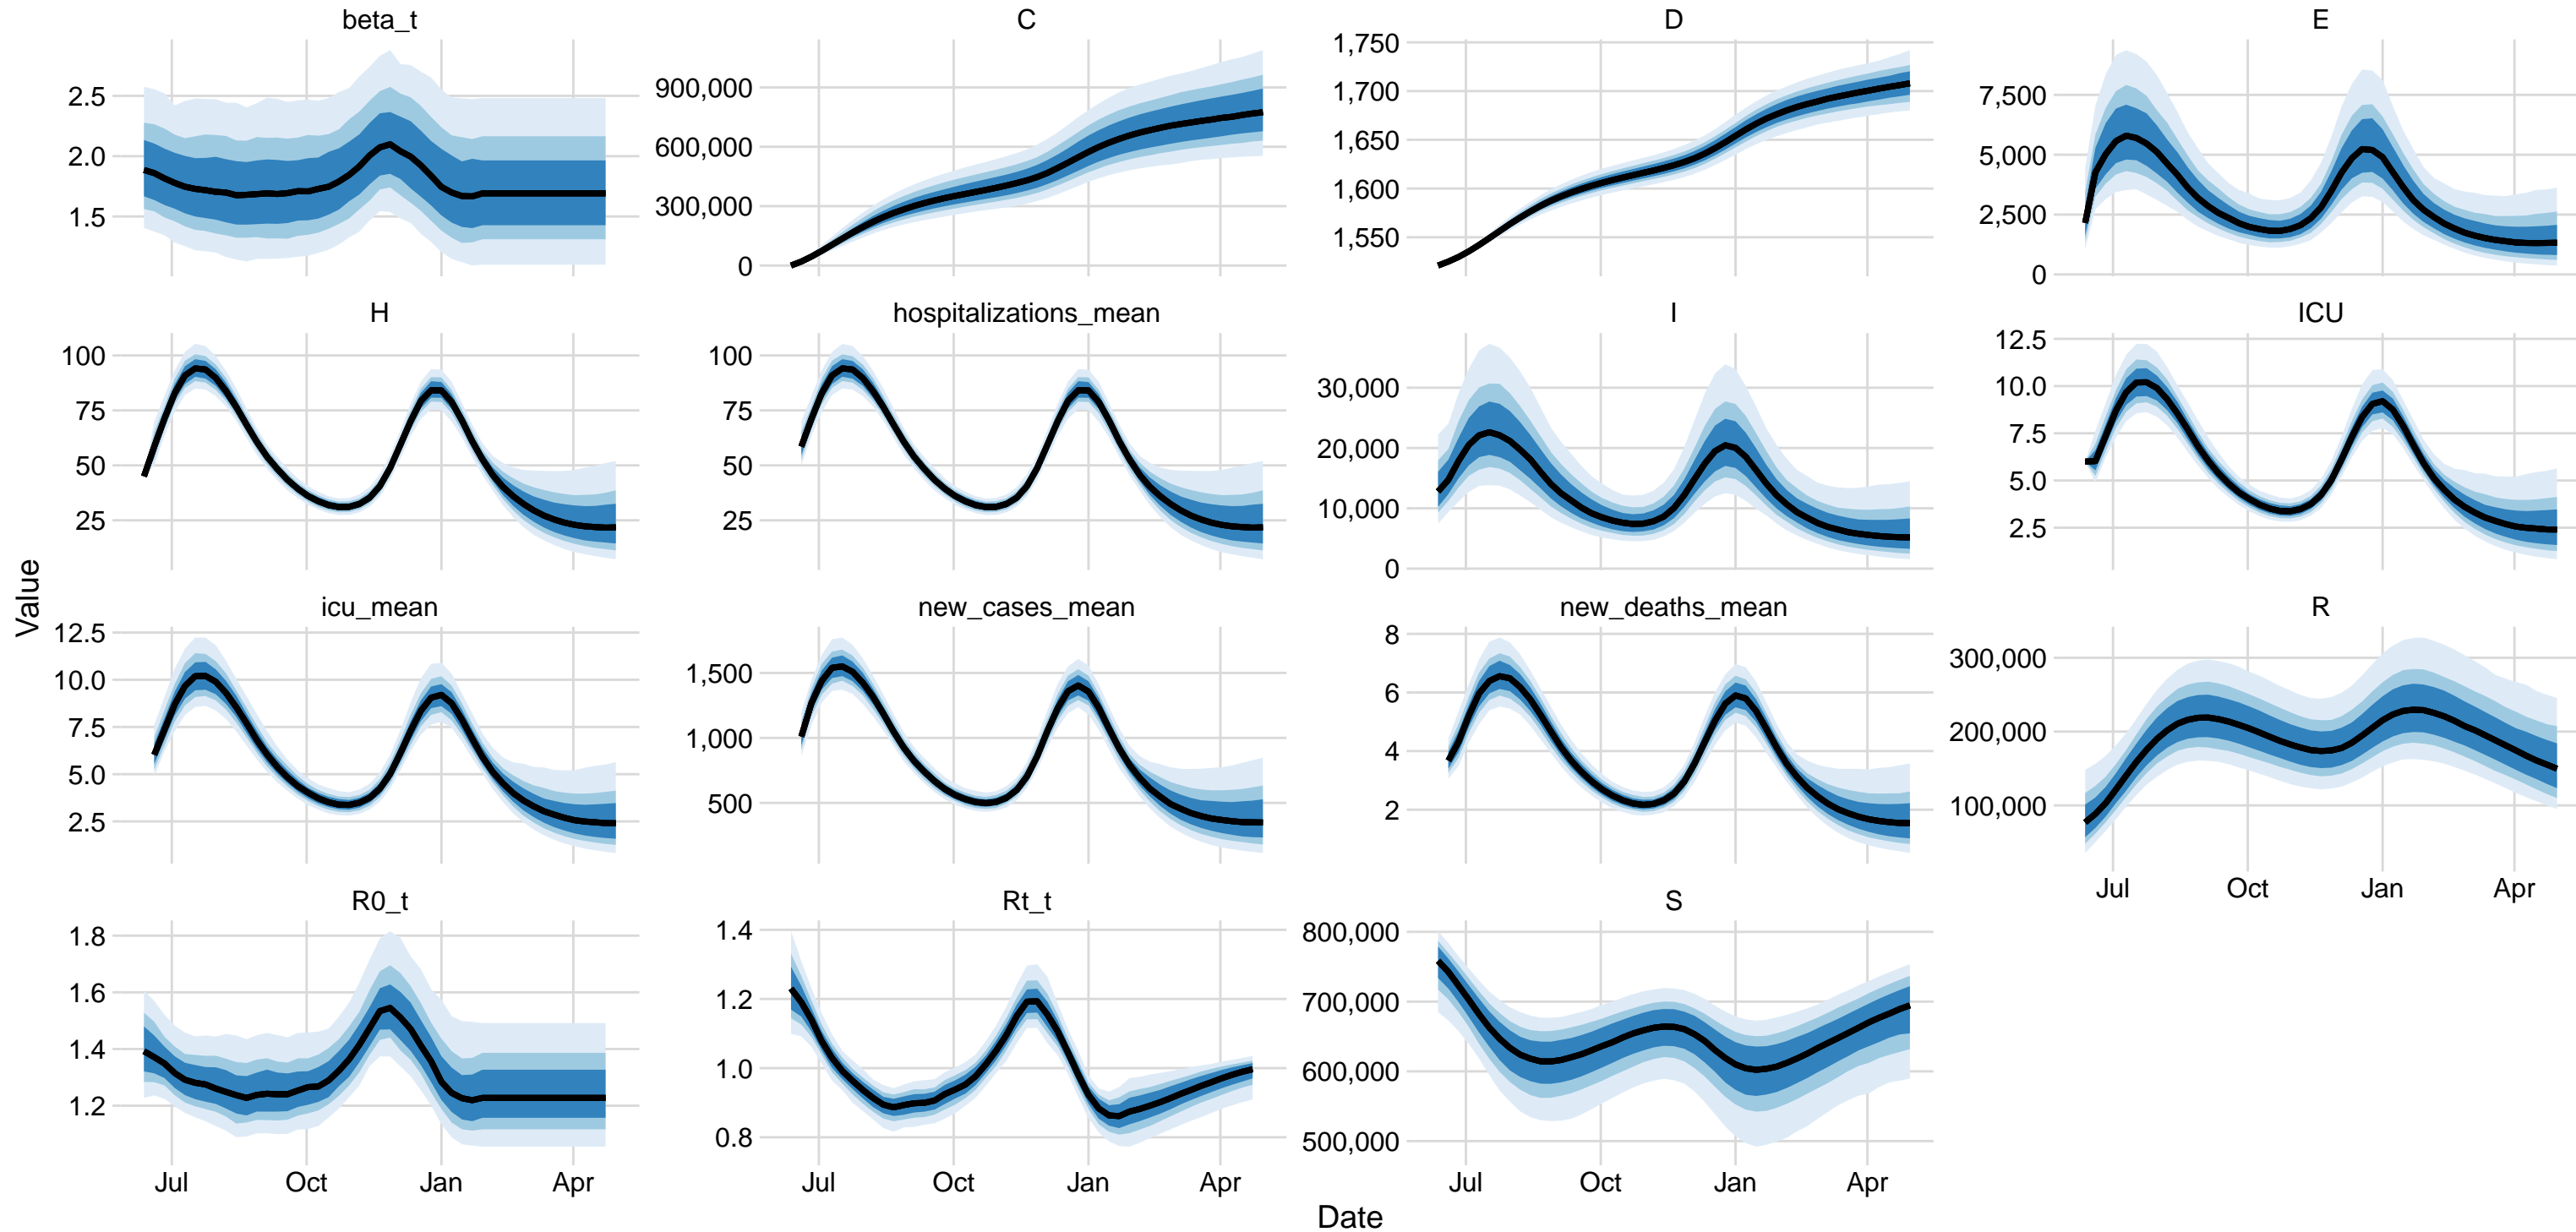 beta_t
2.5
2.0
1.5
C
900,000
600,000
300,000
0
D
1,750
1,700
1,650
1,600
1,550
E
7,500
5,000
2,500
0
H
100
75
50
25
hospitalizations_mean
100
75
50
25
I
30,000
20,000
10,000
0
ICU
12.5
10.0
7.5
5.0
2.5
Value
icu_mean
12.5
10.0
7.5
5.0
2.5
new_cases_mean
1,500
1,000
500
new_deaths_mean
8
6
4
2
R
300,000
200,000
100,000
Jul Oct Jan Apr
R0_t
1.8
1.6
1.4
1.2
Jul Oct Jan Apr
Rt_t
1.4
1.2
1.0
0.8
Jul Oct Jan Apr
S
800,000
700,000
600,000
500,000
Jul Oct Jan Apr
Date